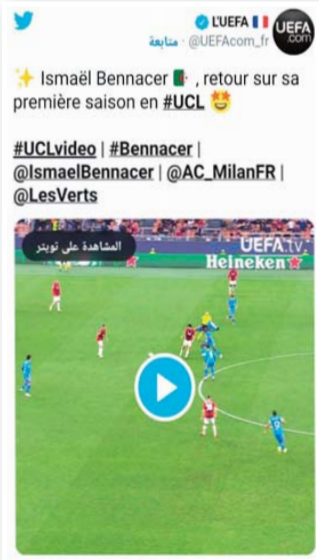 L'UEFA 🇫🇷
@UEFAcom_fr · متابعة
UEFA
.com
✨ Ismaël Bennacer 🇩🇿 , retour sur sa
première saison en #UCL 🤩
#UCLvideo | #Bennacer |
@IsmaelBennacer | @AC_MilanFR |
@LesVerts
المشاهدة على تويتر
UEFA.tv
Heineken
9